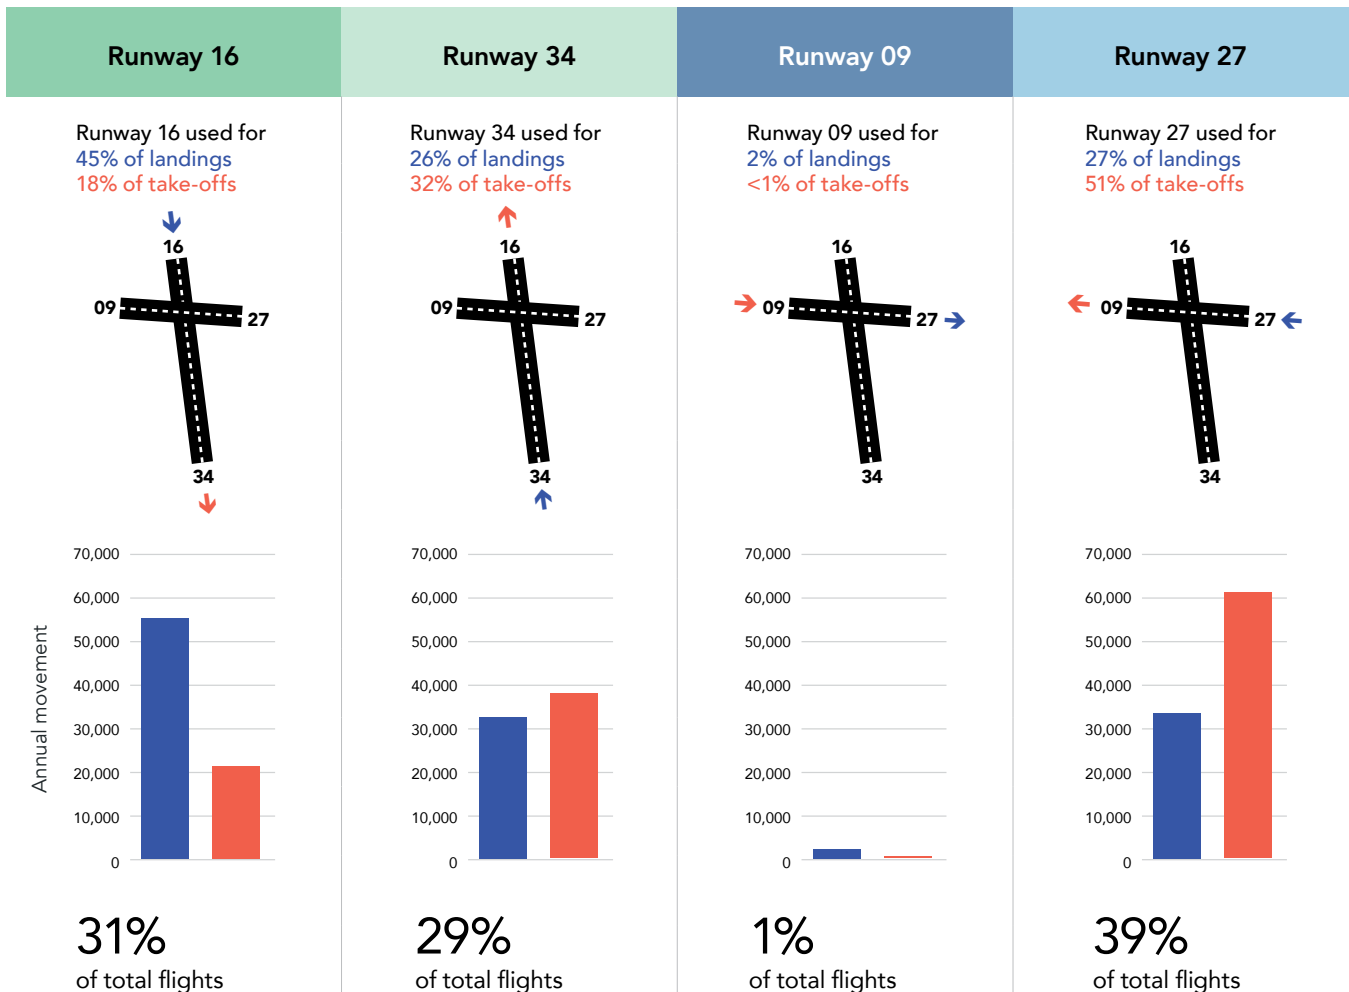 Runway 16
Runway 34
Runway 09
Runway 27
Runway 16 used for
45% of landings
18% of take-offs
Runway 34 used for
26% of landings
32% of take-offs
Runway 09 used for
2% of landings
<1% of take-offs
Runway 27 used for
27% of landings
51% of take-offs
16
09
27
34
16
09
27
34
16
09
27
34
16
09
27
34
Annual movement
70,000
60,000
50,000
40,000
30,000
20,000
10,000
0
70,000
60,000
50,000
40,000
30,000
20,000
10,000
0
70,000
60,000
50,000
40,000
30,000
20,000
10,000
0
70,000
60,000
50,000
40,000
30,000
20,000
10,000
0
31%
of total flights
29%
of total flights
1%
of total flights
39%
of total flights